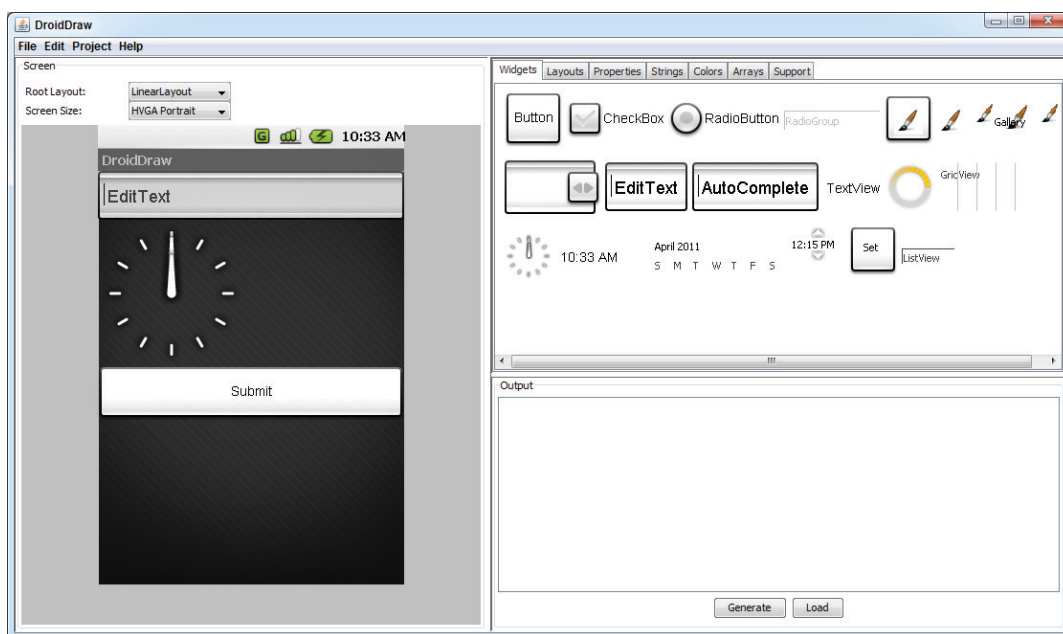 DroidDraw
File Edit Project Help
Screen
Root Layout: LinearLayout
Screen Size: HVGA Portrait
G 10:33 AM
DroidDraw
EditText
Submit
Widgets Layouts Properties Strings Colors Arrays Support
Button CheckBox RadioButton RadioGroup Gallery
EditText AutoComplete TextView GridView
10:33 AM April 2011 12:15 PM Set ListView
S M T W T F S
Output
Generate Load